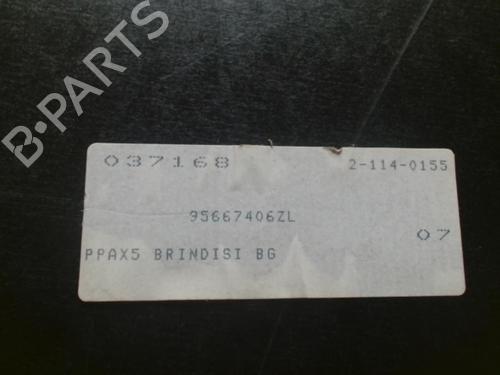 B·PARTS
037168 2-114-0155
95667406ZL
07
PPAX5 BRINDISI BG